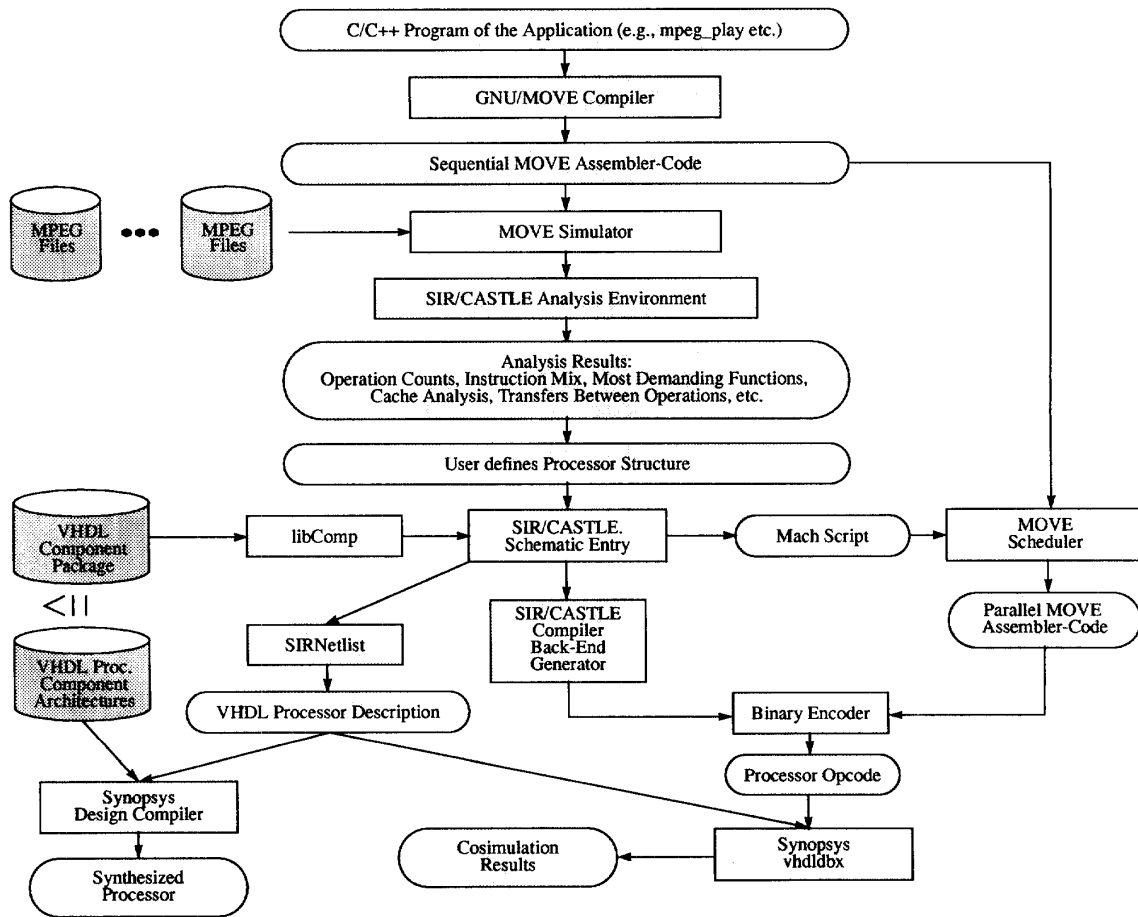 C/C++ Program of the Application (e.g., mpeg_play etc.)
GNU/MOVE Compiler
Sequential MOVE Assembler-Code
MPEG
Files
MPEG
Files
MOVE Simulator
SIR/CASTLE Analysis Environment
Analysis Results:
Operation Counts, Instruction Mix, Most Demanding Functions,
Cache Analysis, Transfers Between Operations, etc.
User defines Processor Structure
VHDL
Component
Package
libComp
SIR/CASTLE.
Schematic Entry
Mach Script
MOVE
Scheduler
SIRNetlist
SIR/CASTLE
Compiler
Back-End
Generator
Parallel MOVE
Assembler-Code
VHDL Proc.
Component
Architectures
VHDL Processor Description
Binary Encoder
Processor Opcode
Synopsys
Design Compiler
Synopsys
vhdldbx
Cosimulation
Results
Synthesized
Processor